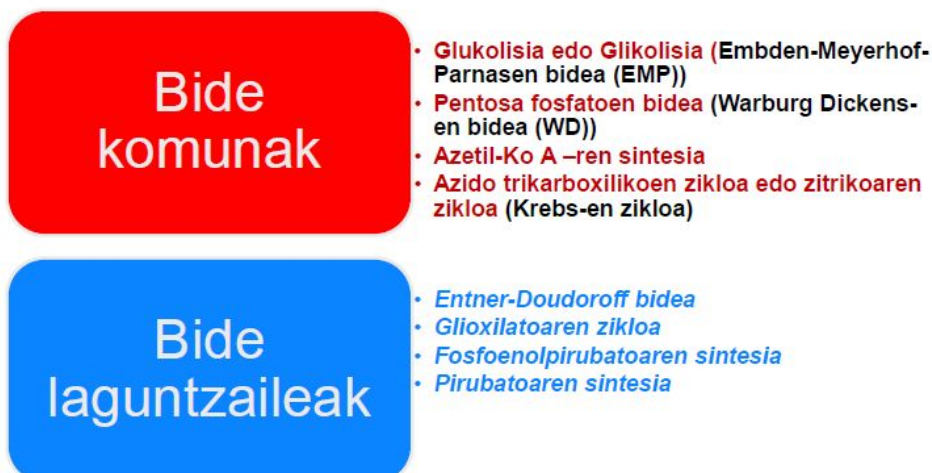 Bide
komunak
• Glukolisia edo Glikolisia (Embden-Meyerhof-
Parnasen bidea (EMP))
• Pentosa fosfatoen bidea (Warburg Dickens-
en bidea (WD))
• Azetil-Ko A –ren sintesia
• Azido trikarboxilikoen zikloa edo zitrikoaren
zikloa (Krebs-en zikloa)
Bide
laguntzaileak
• Entner-Doudoroff bidea
• Glioxilatoaren zikloa
• Fosfoenolpirubatoaren sintesia
• Pirubatoaren sintesia